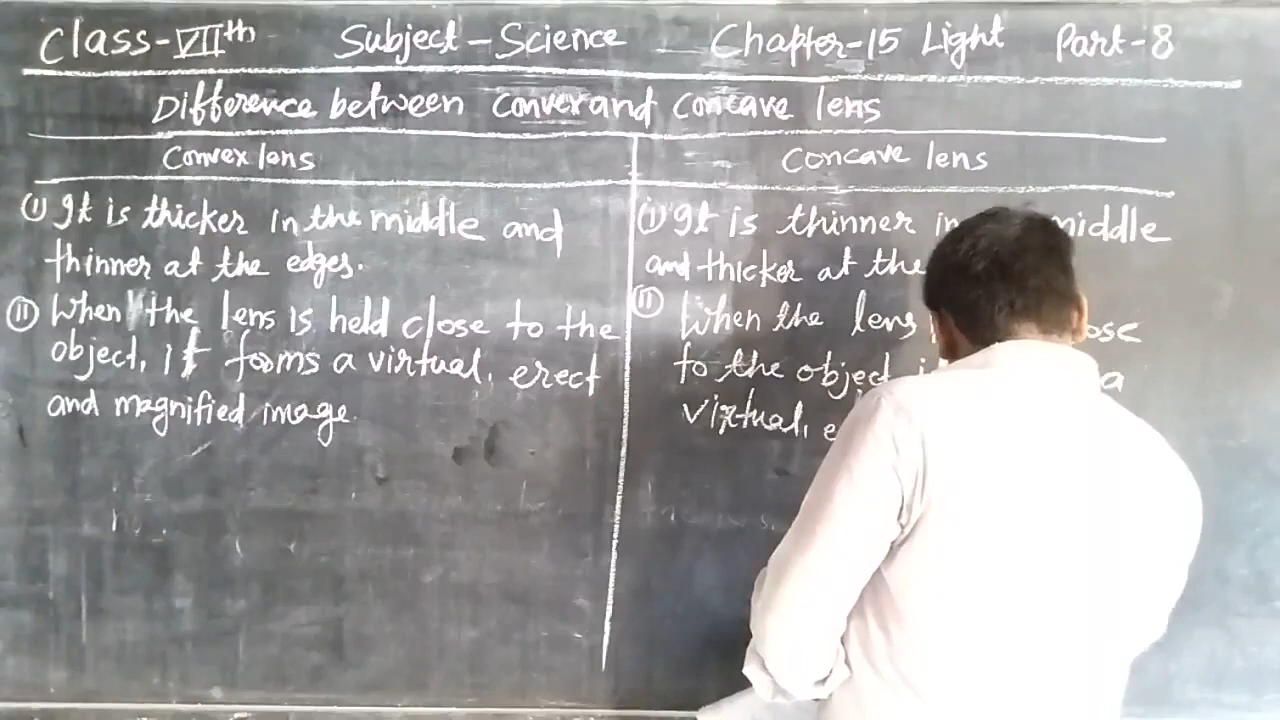 Class-VIIth Subject-Science Chapter-15 Light Part-8
Difference between convex and concave lens
Convex lens
(i) It is thicker in the middle and
thinner at the edges.
(ii) When the lens is held close to the
object, it forms a virtual, erect
and magnified image.
Concave lens
(i) It is thinner in middle
and thicker at the
(ii) When the lens
to the object a
virtual,